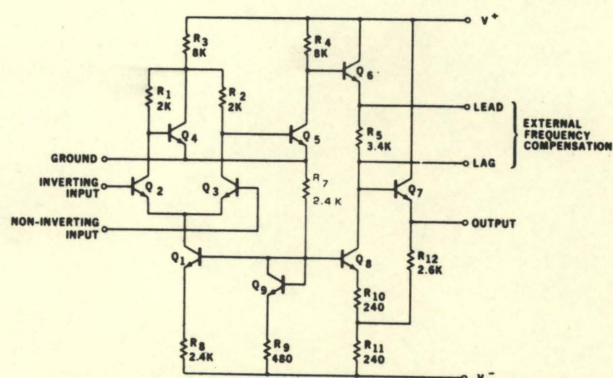 V+
R3
8K
R4
8K
Q6
R1
2K
R2
2K
Q4
Q5
LEAD
R5
3.4K
EXTERNAL
FREQUENCY
COMPENSATION
GROUND
LAG
INVERTING
INPUT
Q2
Q3
R7
2.4K
Q7
NON-INVERTING
INPUT
OUTPUT
Q1
Q9
Q8
R12
2.6K
R10
240
R8
2.4K
R9
480
R11
240
V-